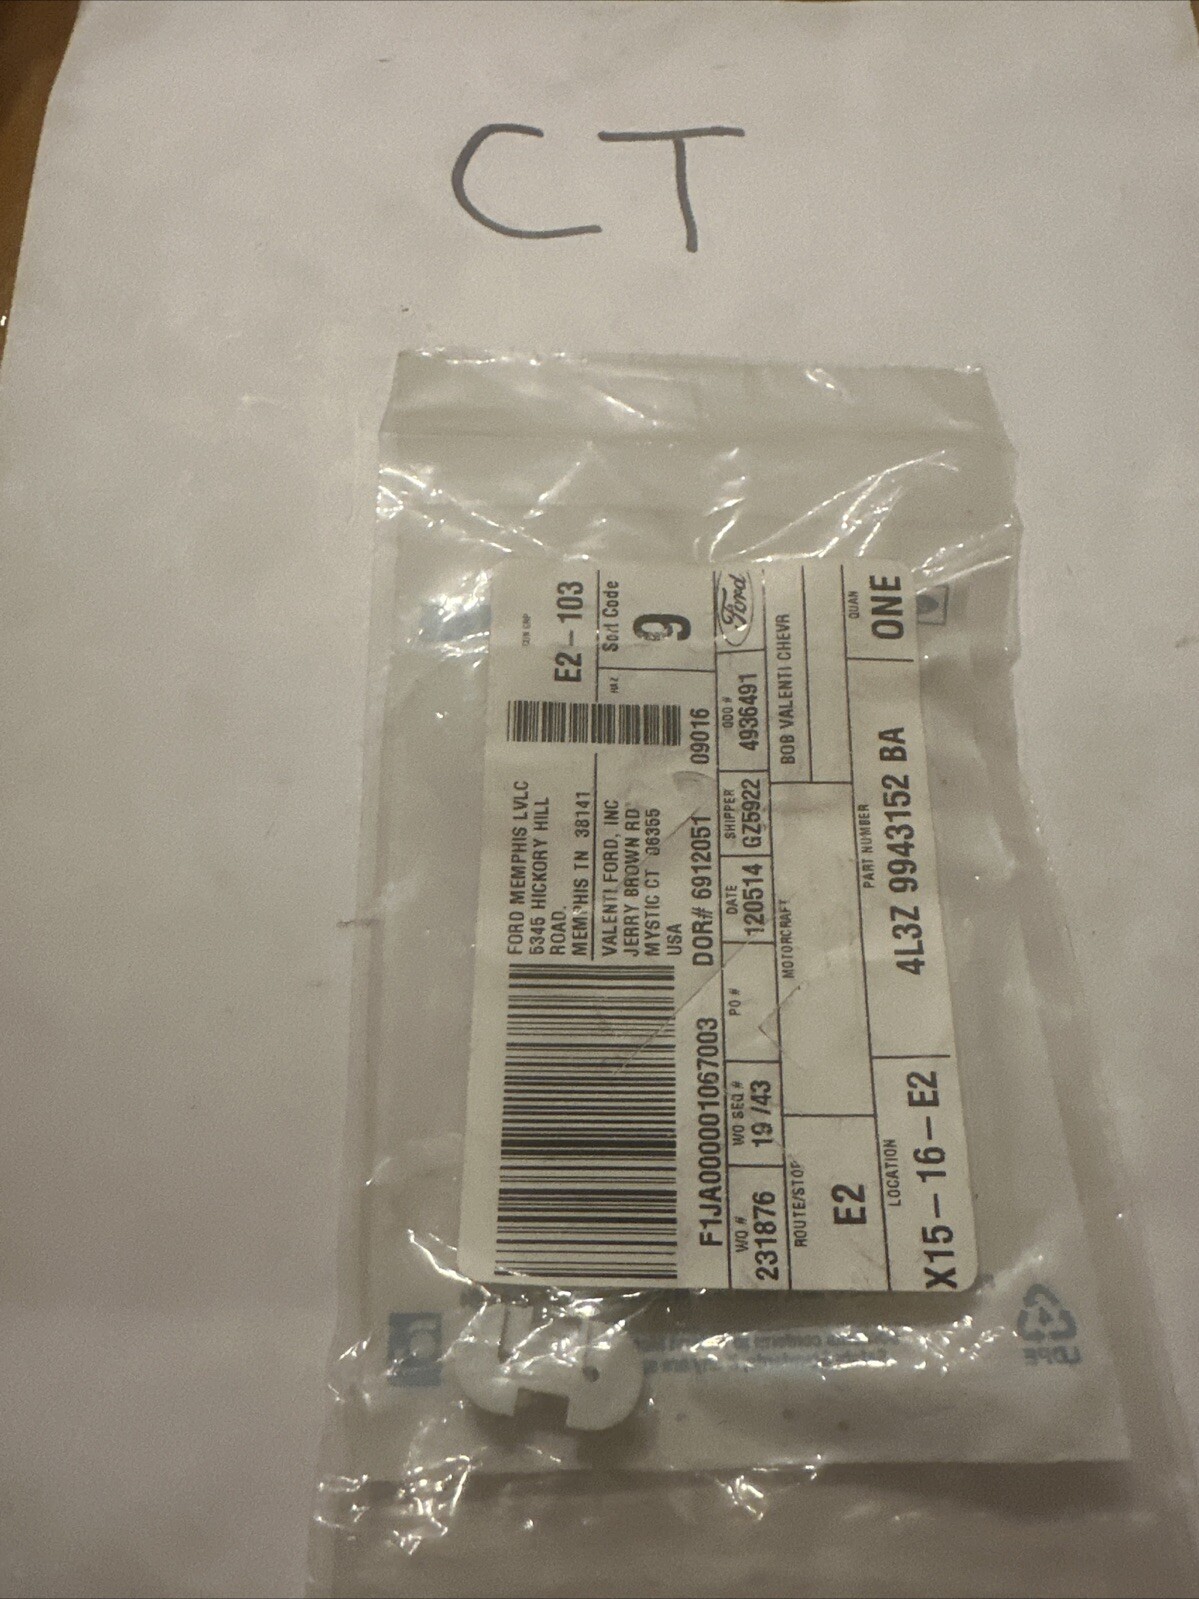 CT
FORD MEMPHIS LVLC
5345 HICKORY HILL
ROAD.
MEMPHIS TN 38141
E2-103
VALENTI FORD, INC
JERRY BROWN RD
MYSTIC CT 06355
USA
HAZ
Sort Code
9
F1JA00001067003
DOR# 6912051
09016
WO #
231876
WO SEQ #
19 /43
PO #
DATE
120514
SHIPPER
GZ5922
ODO #
4936491
Ford
ROUTE/STOP
E2
MOTORCRAFT
BOB VALENTI CHEVR
LOCATION
X15-16-E2
PART NUMBER
4L3Z 9943152 BA
QUAN
ONE